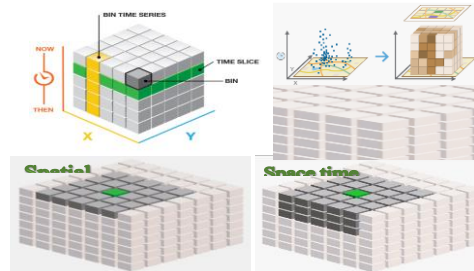 BIN TIME SERIES
NOW
TIME SLICE
BIN
THEN
X
Y
X
Spatial
Space time